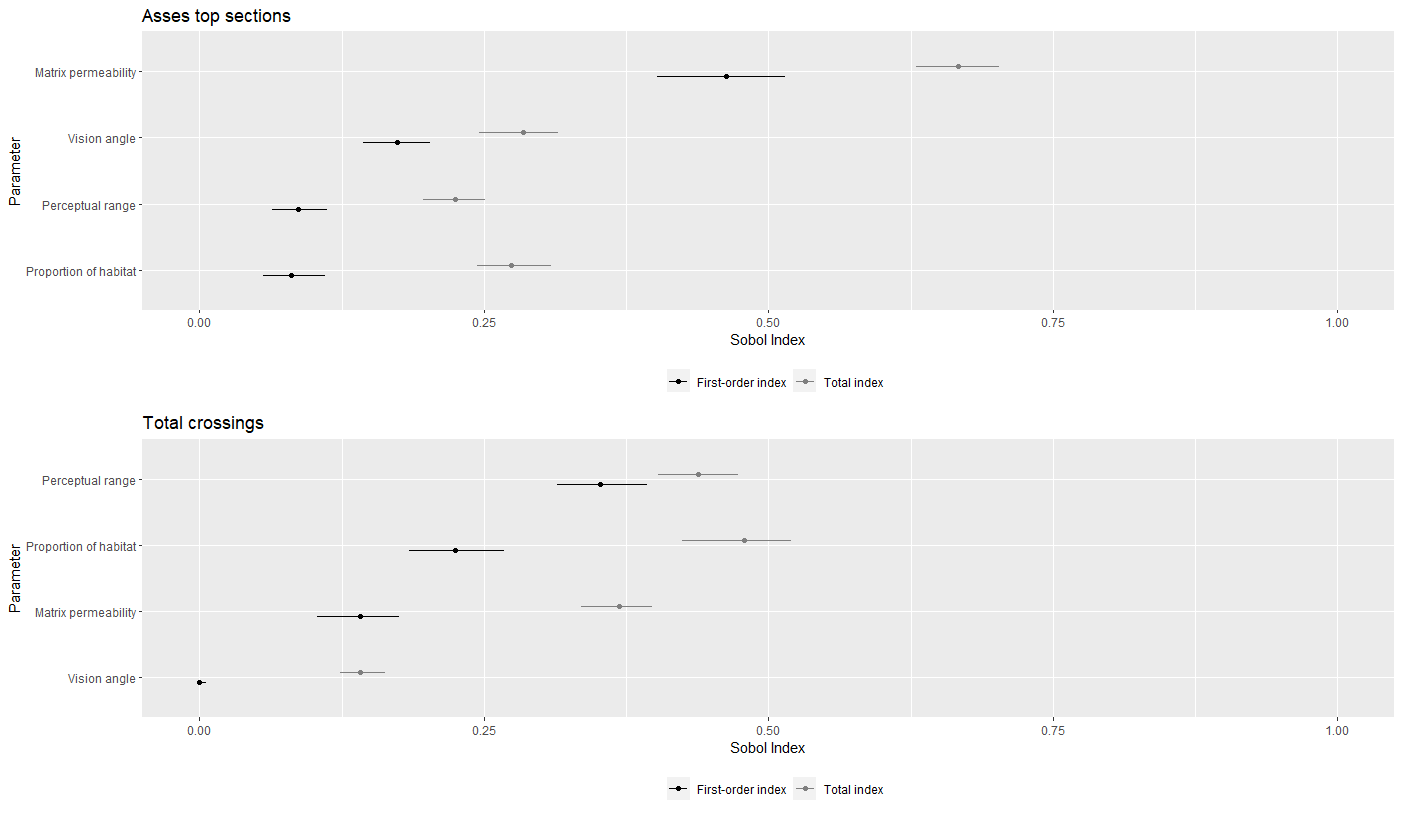 Asses top sections
Parameter
Matrix permeability
Vision angle
Perceptual range
Proportion of habitat
0.00 0.25 0.50 0.75 1.00
Sobol Index
First-order index Total index
Total crossings
Parameter
Perceptual range
Proportion of habitat
Matrix permeability
Vision angle
0.00 0.25 0.50 0.75 1.00
Sobol Index
First-order index Total index